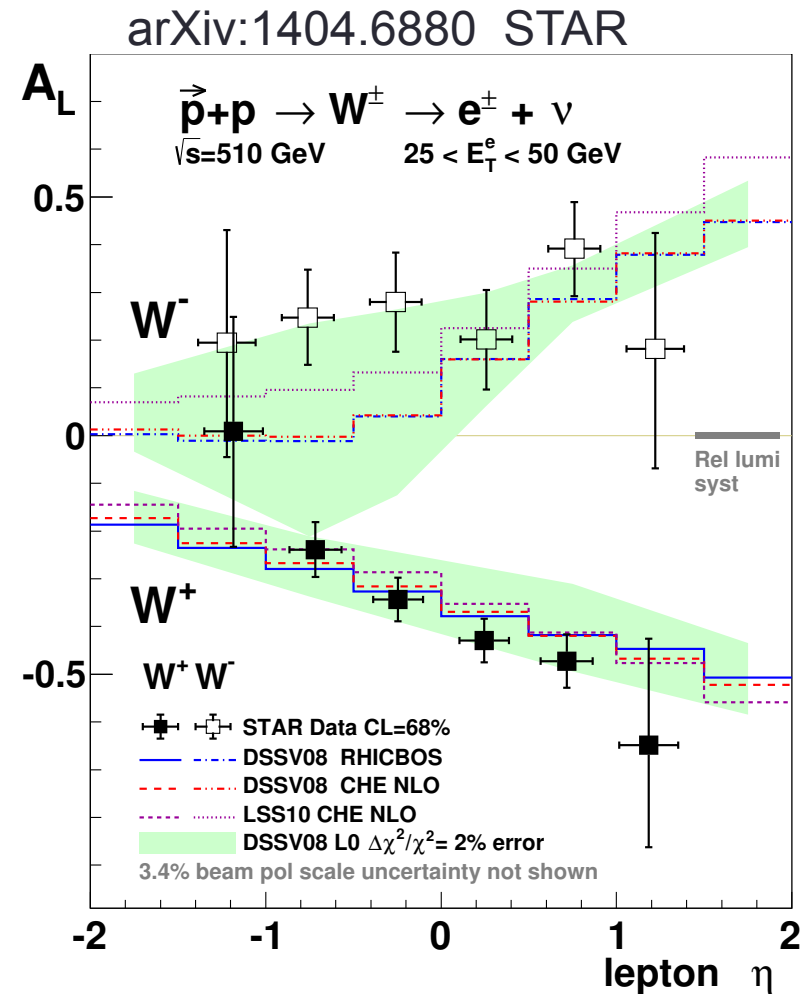 arXiv:1404.6880 STAR
A_L
p⃗+p → W± → e± + ν
√s=510 GeV 25 < E_T^e < 50 GeV
0.5
W⁻
0
Rel lumi
syst
W⁺
-0.5
W⁺ W⁻
STAR Data CL=68%
DSSV08 RHICBOS
DSSV08 CHE NLO
LSS10 CHE NLO
DSSV08 L0 Δχ²/χ²= 2% error
3.4% beam pol scale uncertainty not shown
-2 -1 0 1 2
lepton η